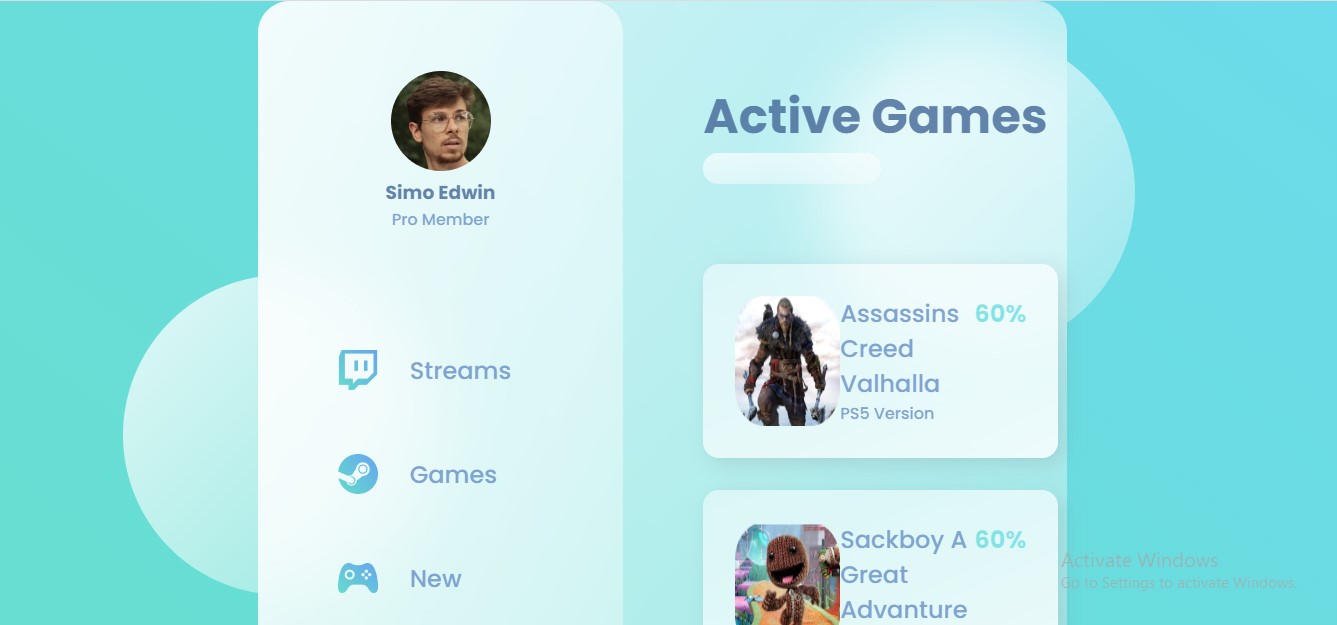 Simo Edwin
Pro Member
Streams
Games
New
Active Games
Assassins 60%
Creed
Valhalla
PS5 Version
Sackboy A 60%
Great
Advanture
Activate Windows
Go to Settings to activate Windows.